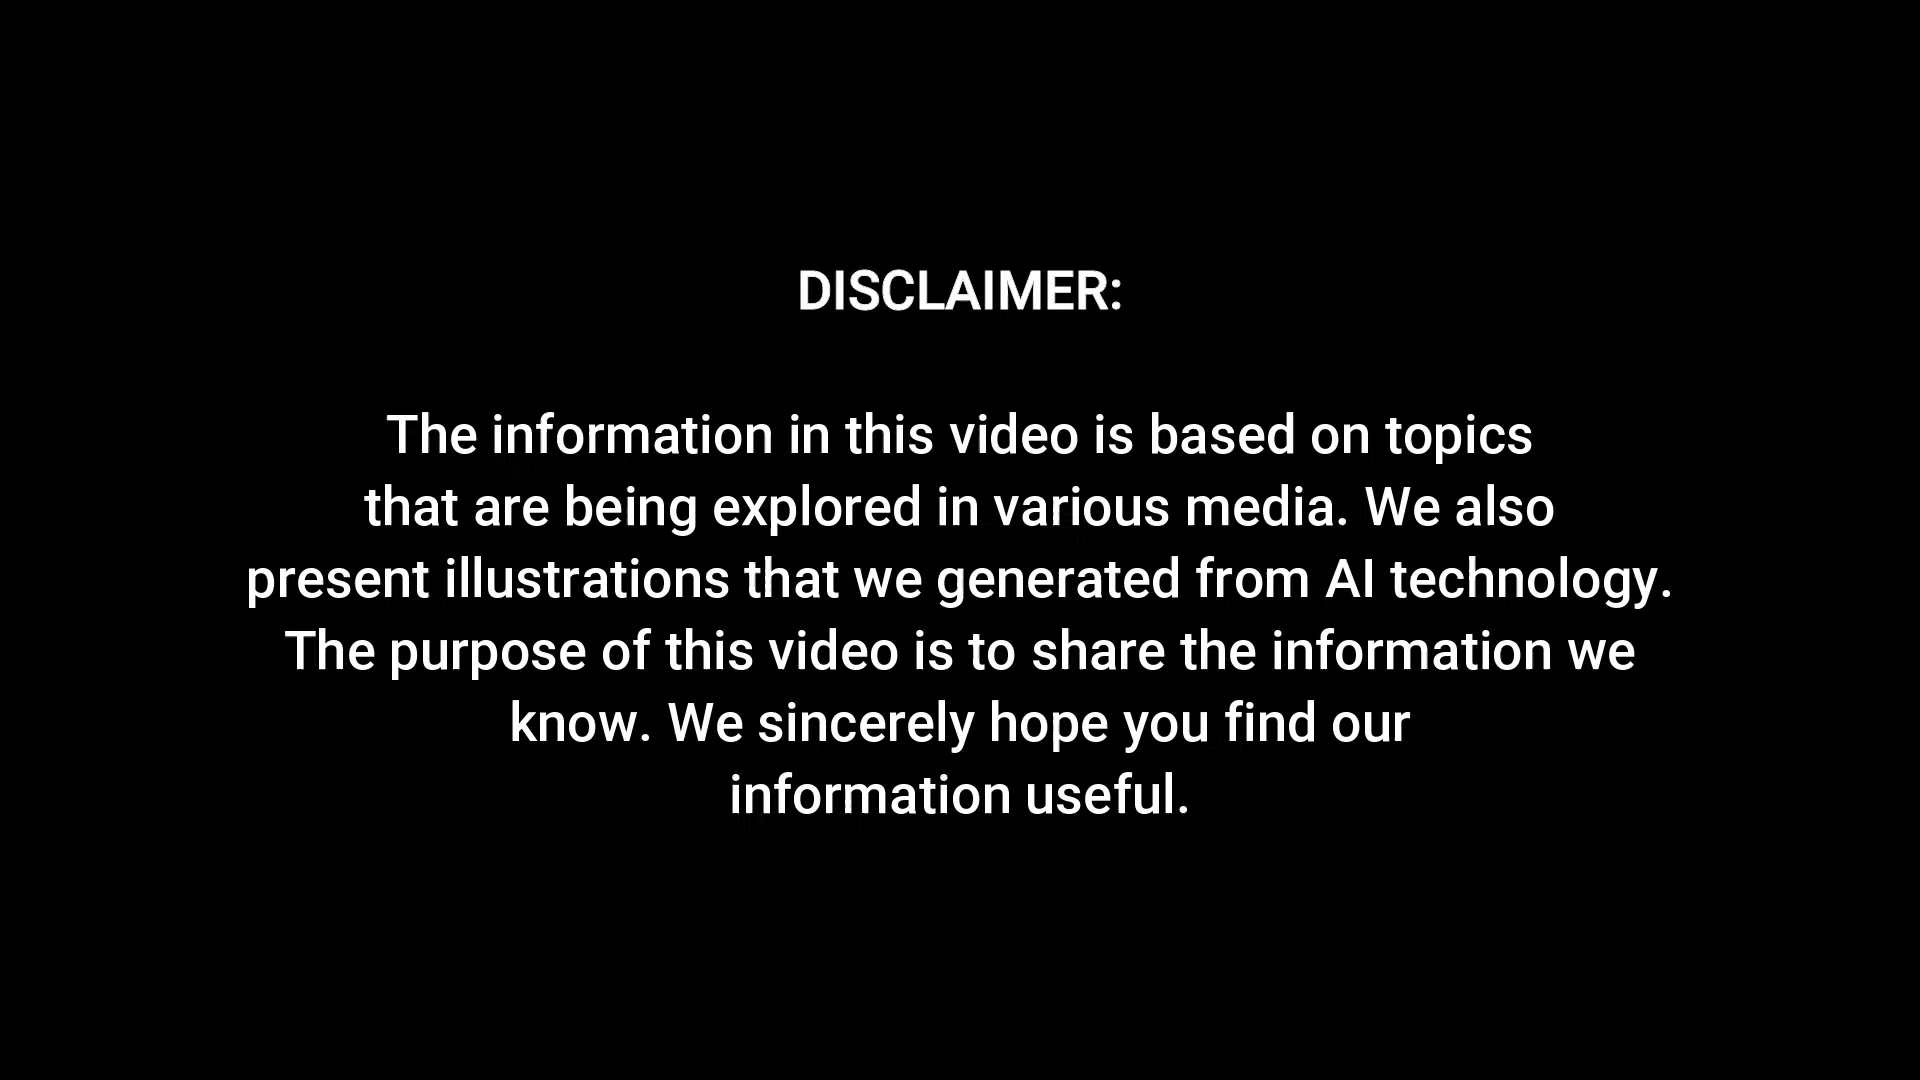 DISCLAIMER:
The information in this video is based on topics
that are being explored in various media. We also
present illustrations that we generated from AI technology.
The purpose of this video is to share the information we
know. We sincerely hope you find our
information useful.